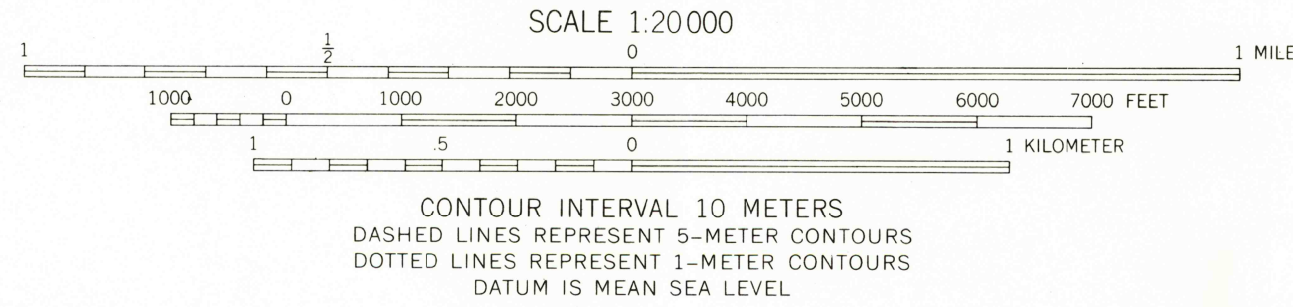 SCALE 1:20 000
1 1/2 0 1 MILE
1000 0 1000 2000 3000 4000 5000 6000 7000 FEET
1 .5 0 1 KILOMETER
CONTOUR INTERVAL 10 METERS
DASHED LINES REPRESENT 5-METER CONTOURS
DOTTED LINES REPRESENT 1-METER CONTOURS
DATUM IS MEAN SEA LEVEL